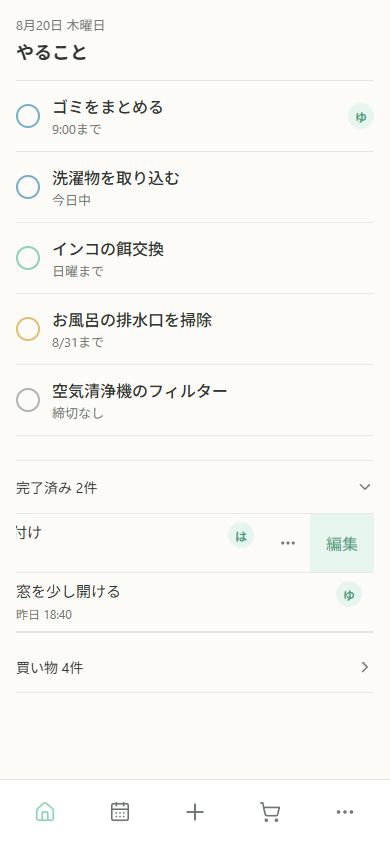 8月20日 木曜日
やること
ゴミをまとめる
ゆ
9:00まで
洗濯物を取り込む
今日中
インコの餌交換
日曜まで
お風呂の排水口を掃除
8/31まで
空気清浄機のフィルター
締切なし
完了済み 2件
付け
は
編集
窓を少し開ける
ゆ
昨日 18:40
買い物 4件